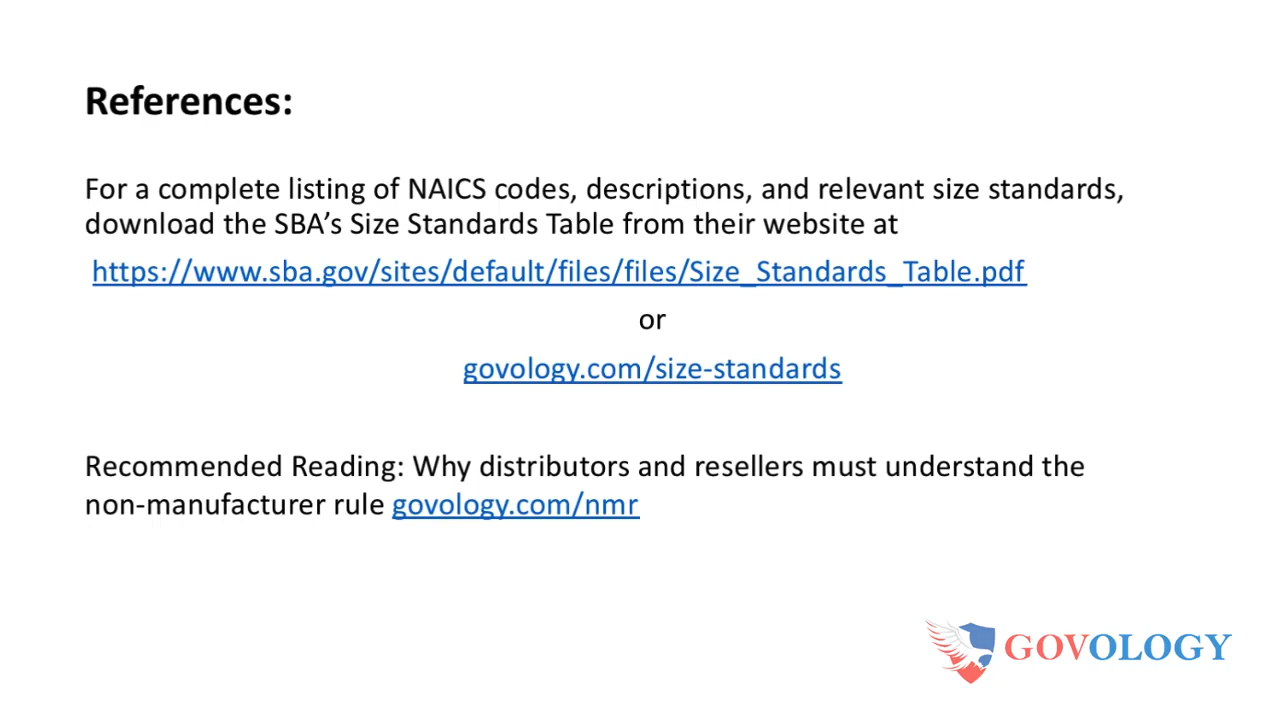 References:
For a complete listing of NAICS codes, descriptions, and relevant size standards,
download the SBA’s Size Standards Table from their website at
https://www.sba.gov/sites/default/files/files/Size_Standards_Table.pdf
or
govology.com/size-standards
Recommended Reading: Why distributors and resellers must understand the
non-manufacturer rule govology.com/nmr
GOVOLOGY